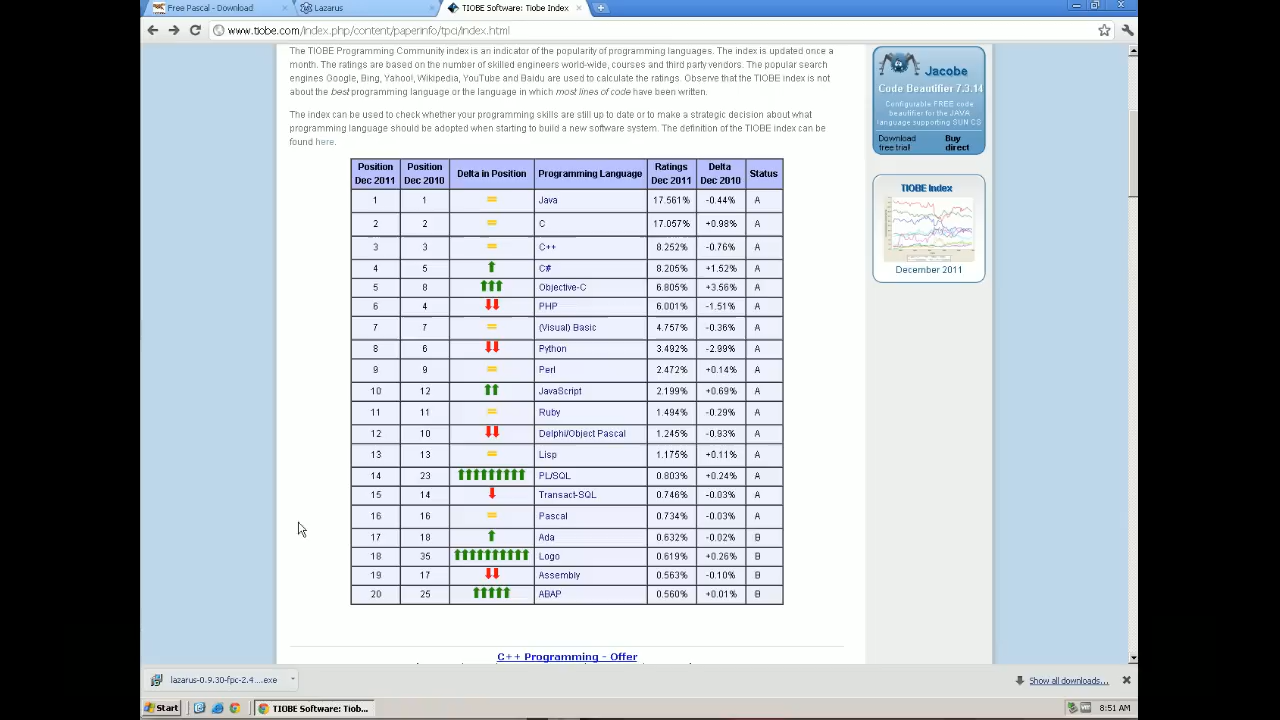 Free Pascal - Download
Lazarus
TIOBE Software: Tiobe Index
www.tiobe.com/index.php/content/paperinfo/tpci/index.html
The TIOBE Programming Community index is an indicator of the popularity of programming languages. The index is updated once a
month. The ratings are based on the number of skilled engineers world-wide, courses and third party vendors. The popular search
engines Google, Bing, Yahoo!, Wikipedia, YouTube and Baidu are used to calculate the ratings. Observe that the TIOBE index is not
about the best programming language or the language in which most lines of code have been written.
The index can be used to check whether your programming skills are still up to date or to make a strategic decision about what
programming language should be adopted when starting to build a new software system. The definition of the TIOBE index can be
found here.
Position Dec 2011 Position Dec 2010 Delta in Position Programming Language Ratings Dec 2011 Delta Dec 2010 Status
1 1 Java 17.561% -0.44% A
2 2 C 17.057% +0.98% A
3 3 C++ 8.252% -0.76% A
4 5 C# 8.205% +1.52% A
5 8 Objective-C 6.805% +3.56% A
6 4 PHP 6.001% -1.51% A
7 7 (Visual) Basic 4.757% -0.36% A
8 6 Python 3.492% -2.99% A
9 9 Perl 2.472% +0.14% A
10 12 JavaScript 2.199% +0.69% A
11 11 Ruby 1.494% -0.29% A
12 10 Delphi/Object Pascal 1.245% -0.93% A
13 13 Lisp 1.175% +0.11% A
14 23 PL/SQL 0.803% +0.24% A
15 14 Transact-SQL 0.746% -0.03% A
16 16 Pascal 0.734% -0.03% A
17 18 Ada 0.632% -0.02% B
18 35 Logo 0.619% +0.26% B
19 17 Assembly 0.563% -0.10% B
20 25 ABAP 0.560% +0.01% B
C++ Programming - Offer
Jacobe
Code Beautifier 7.3.14
Configurable FREE code
beautifier for the JAVA
language supporting SUN CS
Download free trial! Buy direct
TIOBE Index
December 2011
lazarus-0.9.30-fpc-2.4....exe
Show all downloads...
Start
TIOBE Software: Tiob...
8:51 AM